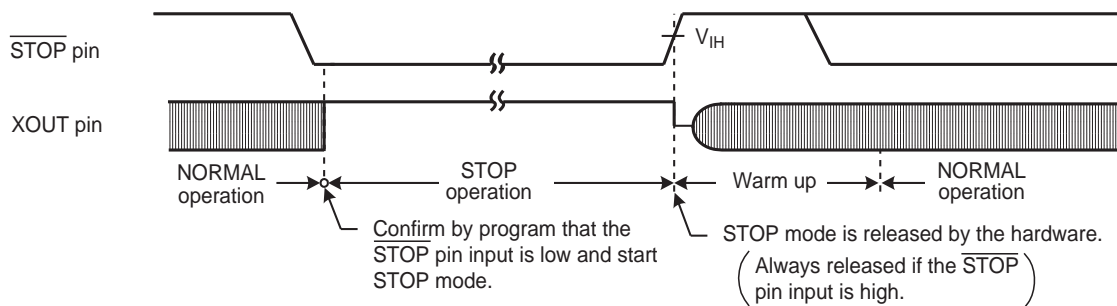 STOP pin
VIH
XOUT pin
NORMAL
operation
STOP
operation
Warm up
NORMAL
operation
Confirm by program that the
STOP pin input is low and start
STOP mode.
STOP mode is released by the hardware.
(Always released if the STOP
pin input is high.)